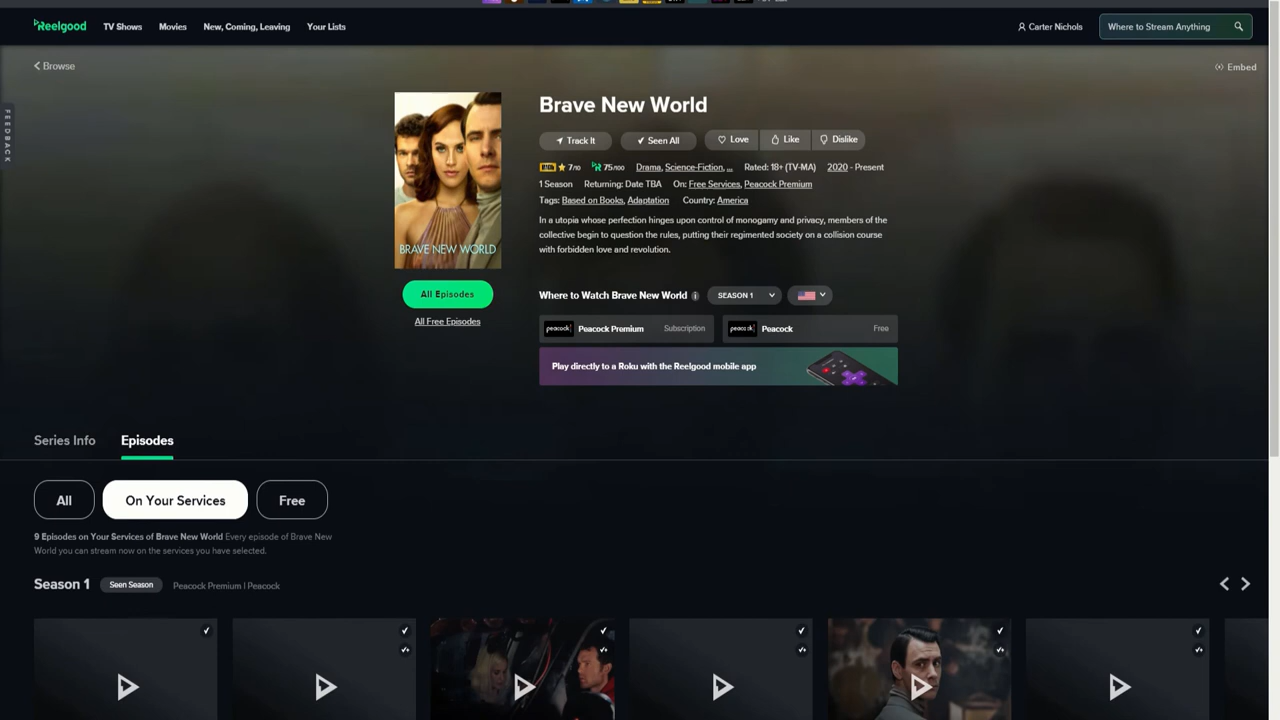 Reelgood TV Shows Movies New, Coming, Leaving Your Lists Carter Nichols Where to Stream Anything
Browse
Embed
FEEDBACK
Brave New World
Track It Seen All Love Like Dislike
7/10 75/100 Drama, Science-Fiction, ... Rated: 18+ (TV-MA) 2020 - Present
1 Season Returning: Date TBA On: Free Services, Peacock Premium
Tags: Based on Books, Adaptation Country: America
In a utopia whose perfection hinges upon control of monogamy and privacy, members of the
collective begin to question the rules, putting their regimented society on a collision course
with forbidden love and revolution.
BRAVE NEW WORLD
All Episodes
All Free Episodes
Where to Watch Brave New World SEASON 1
peacock Peacock Premium Subscription peacock Peacock Free
Play directly to a Roku with the Reelgood mobile app
Series Info Episodes
All On Your Services Free
9 Episodes on Your Services of Brave New World Every episode of Brave New
World you can stream now on the services you have selected.
Season 1 Seen Season Peacock Premium | Peacock